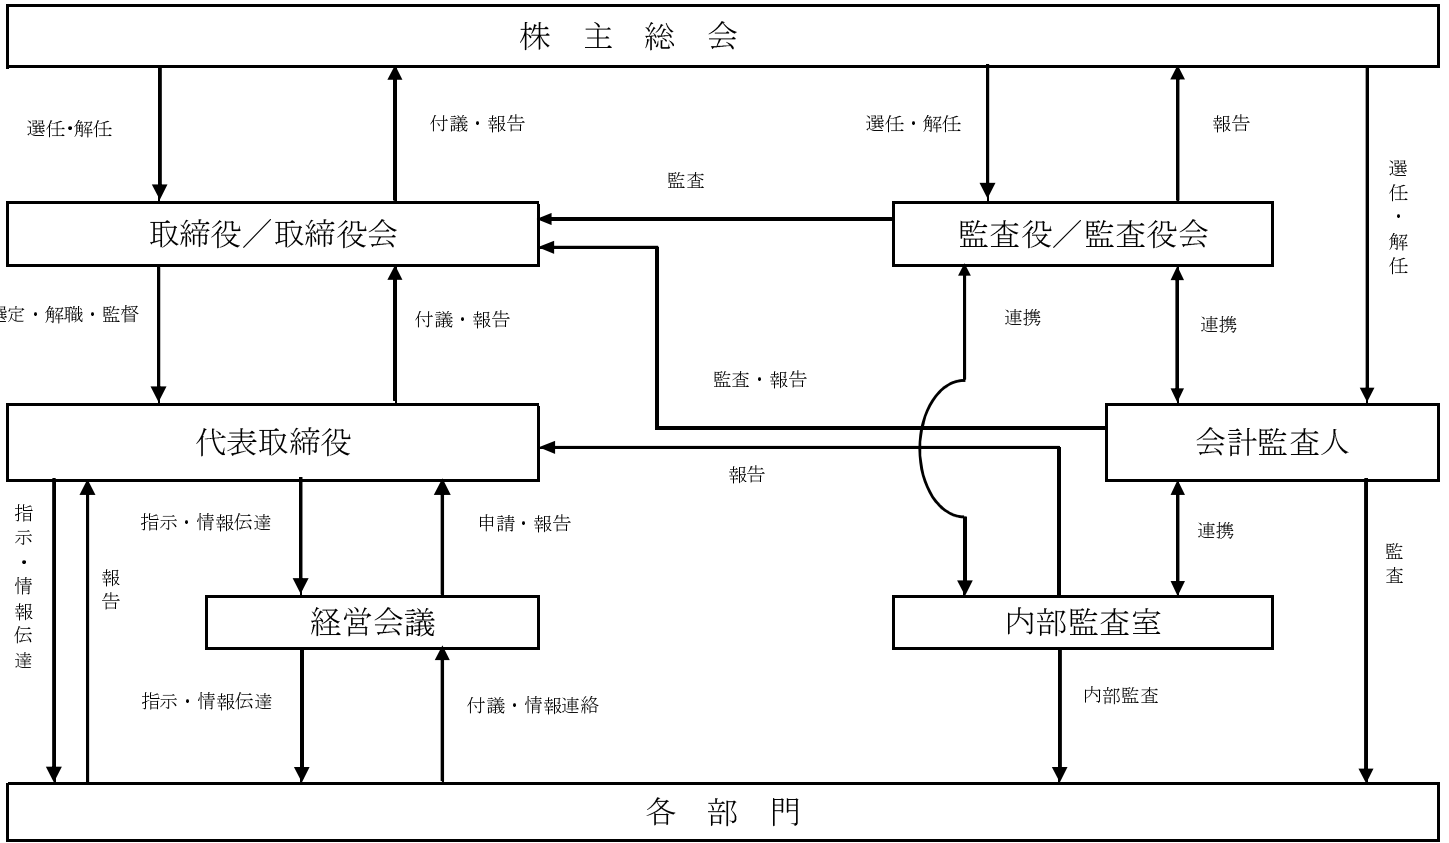 株　主　総　会
選任･解任
付議・報告
選任・解任
報告
選任・解任
監査
取締役／取締役会
監査役／監査役会
選定・解職・監督
付議・報告
連携
連携
監査・報告
代表取締役
会計監査人
報告
指示・情報伝達
報告
指示・情報伝達
申請・報告
連携
監査
経営会議
内部監査室
指示・情報伝達
付議・情報連絡
内部監査
各　部　門